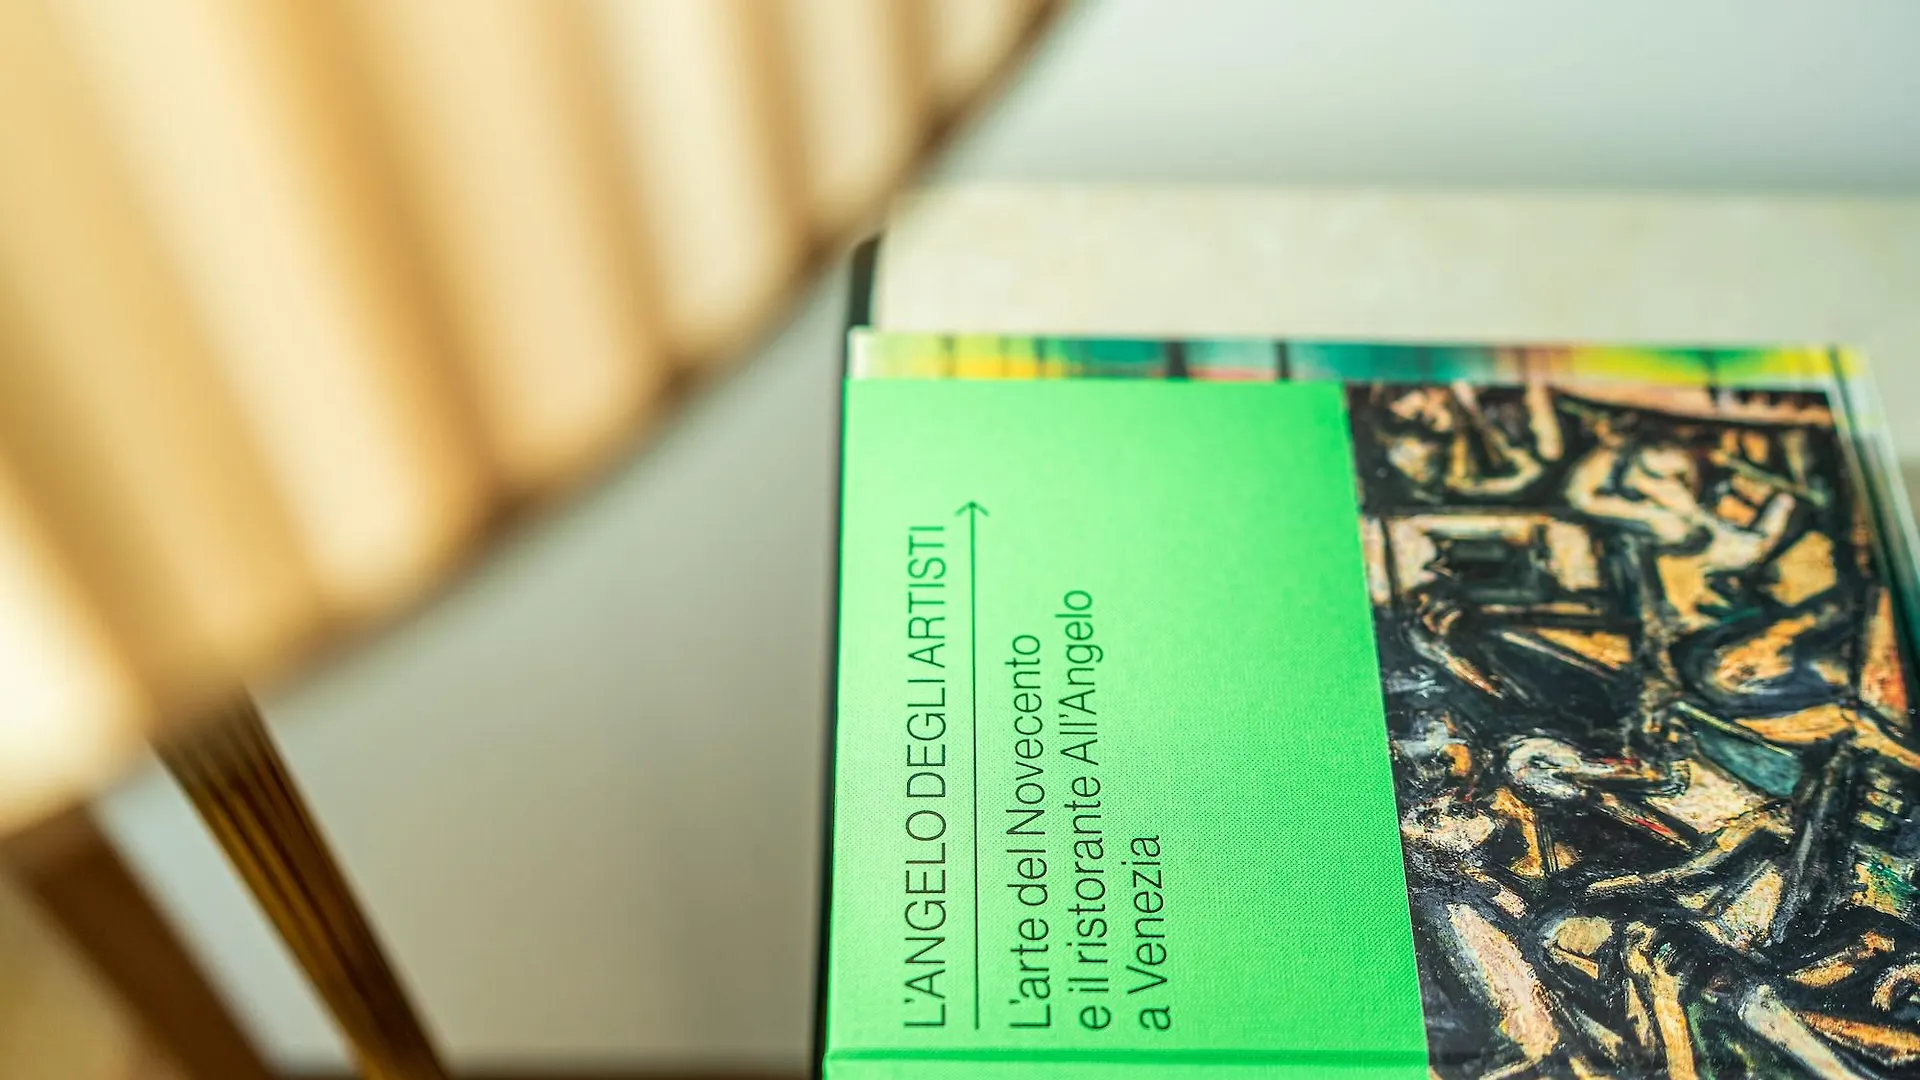 L'ANGELO DEGLI ARTISTI
L'arte del Novecento
e il ristorante All'Angelo
a Venezia